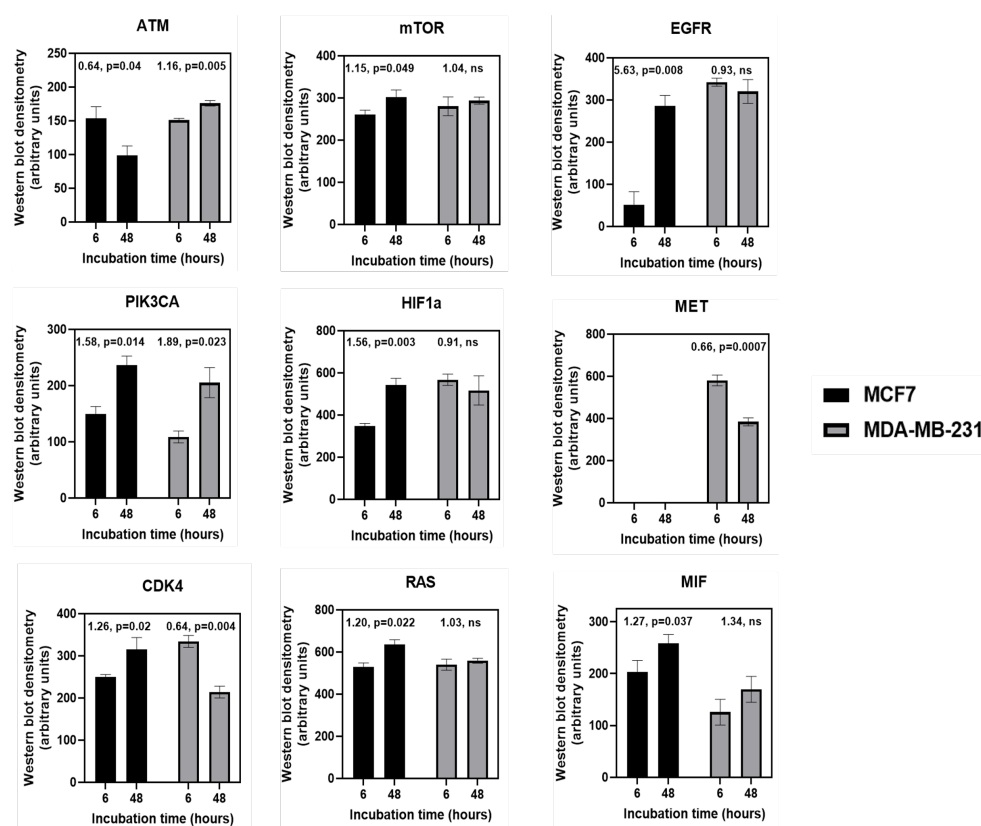 ATM
Western blot densitometry
(arbitrary units)
250
200
150
100
50
0
0.64, p=0.04 1.16, p=0.005
6 48 6 48
Incubation time (hours)
mTOR
Western blot densitometry
(arbitrary units)
400
300
200
100
0
1.15, p=0.049 1.04, ns
6 48 6 48
Incubation time (hours)
EGFR
Western blot densitometry
(arbitrary units)
400
300
200
100
0
5.63, p=0.008 0.93, ns
6 48 6 48
Incubation time (hours)
PIK3CA
Western blot densitometry
(arbitrary units)
300
200
100
0
1.58, p=0.014 1.89, p=0.023
6 48 6 48
Incubation time (hours)
HIF1a
Western blot densitometry
(arbitrary units)
800
600
400
200
0
1.56, p=0.003 0.91, ns
6 48 6 48
Incubation time (hours)
MET
Western blot densitometry
(arbitrary units)
800
600
400
200
0
0.66, p=0.0007
6 48 6 48
Incubation time (hours)
MCF7
MDA-MB-231
CDK4
Western blot densitometry
(arbitrary units)
400
300
200
100
0
1.26, p=0.02 0.64, p=0.004
6 48 6 48
Incubation time (hours)
RAS
Western blot densitometry
(arbitrary units)
800
600
400
200
0
1.20, p=0.022 1.03, ns
6 48 6 48
Incubation time (hours)
MIF
Western blot densitometry
(arbitrary units)
300
200
100
0
1.27, p=0.037 1.34, ns
6 48 6 48
Incubation time (hours)